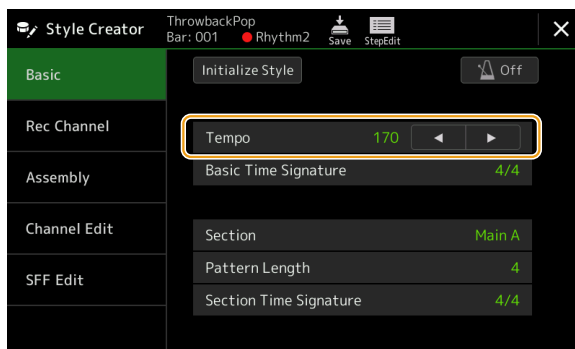 Style Creator
ThrowbackPop
Bar: 001 Rhythm2
Save
StepEdit
Basic
Initialize Style
Off
Rec Channel
Tempo 170
Assembly
Basic Time Signature 4/4
Channel Edit
Section Main A
SFF Edit
Pattern Length 4
Section Time Signature 4/4